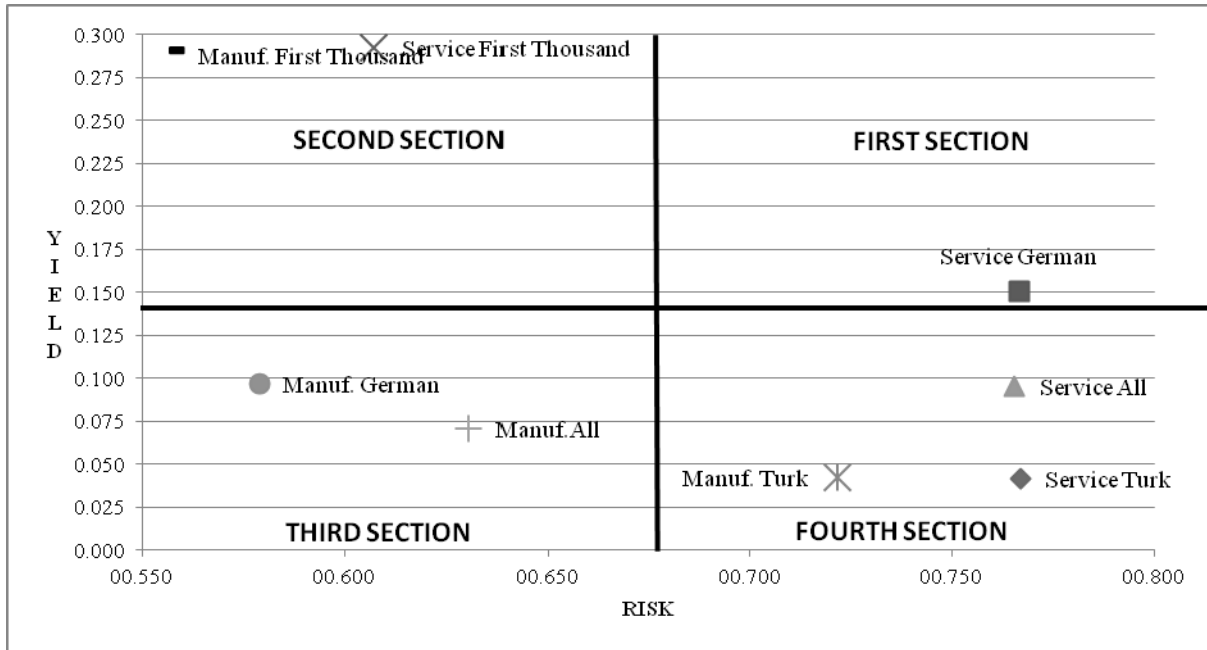 0.300
Manuf. First Thousand
Service First Thousand
0.275
0.250
SECOND SECTION
FIRST SECTION
0.225
0.200
YIELD
0.175
Service German
0.150
0.125
0.100
Manuf. German
Service All
0.075
Manuf. All
0.050
Manuf. Turk
Service Turk
0.025
THIRD SECTION
FOURTH SECTION
0.000
00.550 00.600 00.650 00.700 00.750 00.800
RISK